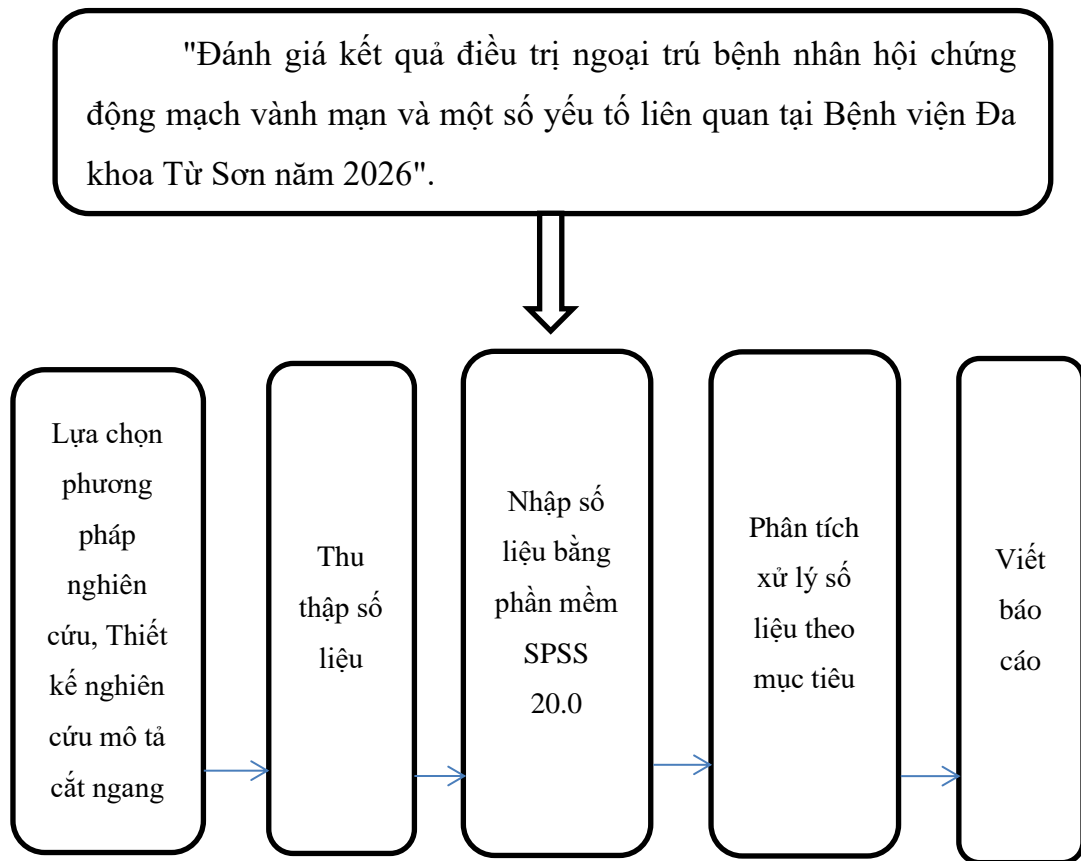 "Đánh giá kết quả điều trị ngoại trú bệnh nhân hội chứng
động mạch vành mạn và một số yếu tố liên quan tại Bệnh viện Đa
khoa Từ Sơn năm 2026".
Lựa chọn
phương
pháp
nghiên
cứu, Thiết
kế nghiên
cứu mô tả
cắt ngang
Thu
thập số
liệu
Nhập số
liệu bằng
phần mềm
SPSS
20.0
Phân tích
xử lý số
liệu theo
mục tiêu
Viết
báo
cáo